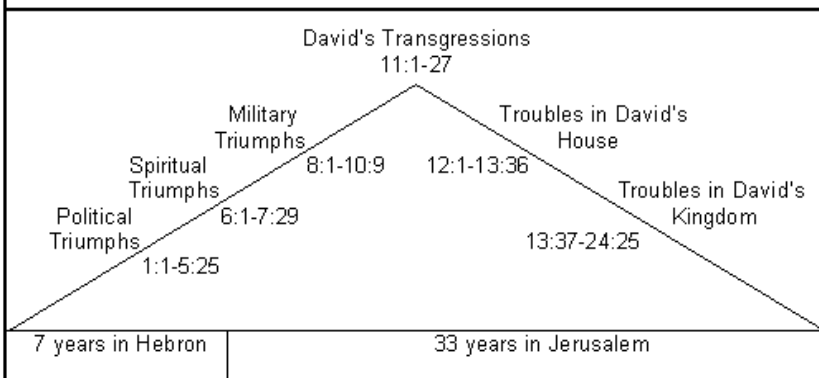 David's Transgressions
11:1-27
Military
Triumphs
8:1-10:9
Spiritual
Triumphs
6:1-7:29
Political
Triumphs
1:1-5:25
Troubles in David's
House
12:1-13:36
Troubles in David's
Kingdom
13:37-24:25
7 years in Hebron
33 years in Jerusalem